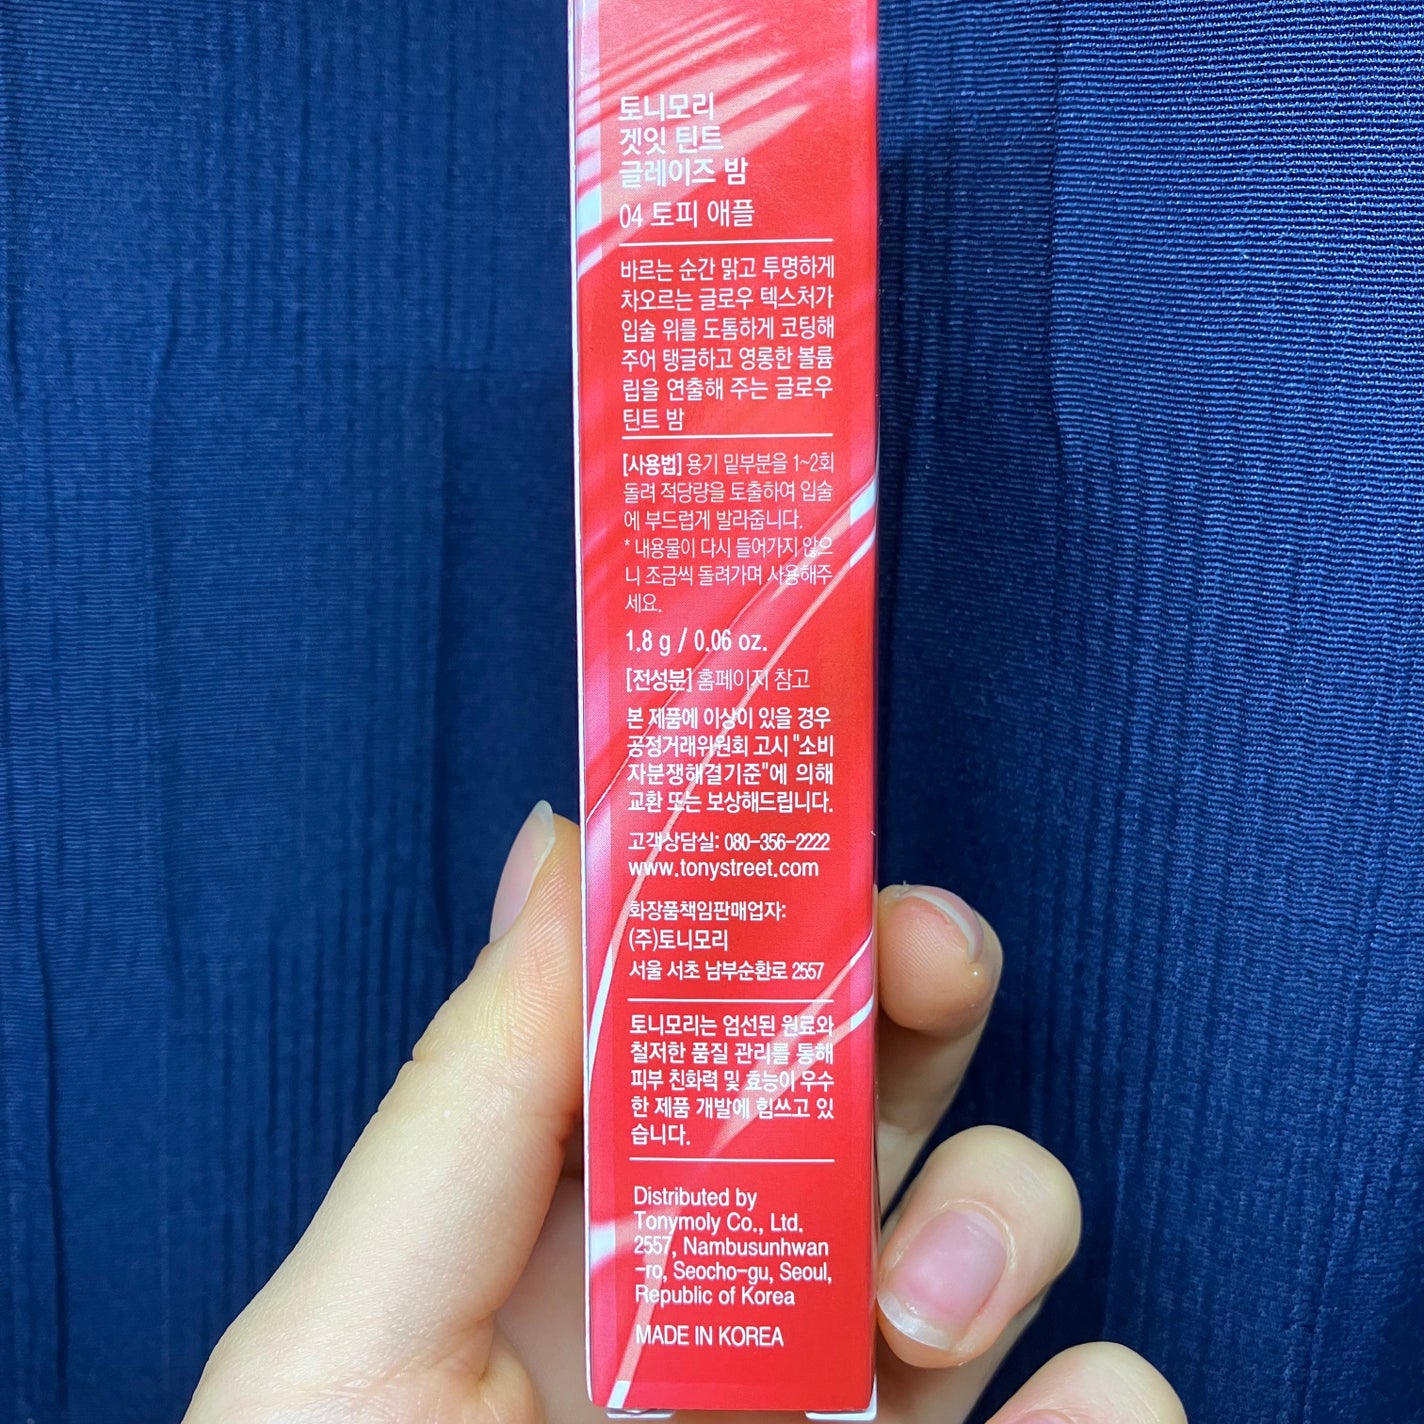 토니모리
겟잇 틴트
글레이즈 밤
04 토피 애플
바르는 순간 맑고 투명하게
차오르는 글로우 텍스처가
입술 위를 도톰하게 코팅해
주어 탱글하고 영롱한 볼륨
립을 연출해 주는 글로우
틴트 밤
[사용법] 용기 밑부분을 1~2회
돌려 적당량을 토출하여 입술
에 부드럽게 발라줍니다.
* 내용물이 다시 들어가지 않으
니 조금씩 돌려가며 사용해주
세요.
1.8 g / 0.06 oz.
[전성분] 홈페이지 참고
본 제품에 이상이 있을 경우
공정거래위원회 고시 "소비
자분쟁해결기준"에 의해
교환 또는 보상해드립니다.
고객상담실: 080-356-2222
www.tonystreet.com
화장품책임판매업자:
(주)토니모리
서울 서초 남부순환로 2557
토니모리는 엄선된 원료와
철저한 품질 관리를 통해
피부 친화력 및 효능이 우수
한 제품 개발에 힘쓰고 있
습니다.
Distributed by
Tonymoly Co., Ltd.
2557, Nambusunhwan
-ro, Seocho-gu, Seoul,
Republic of Korea
MADE IN KOREA